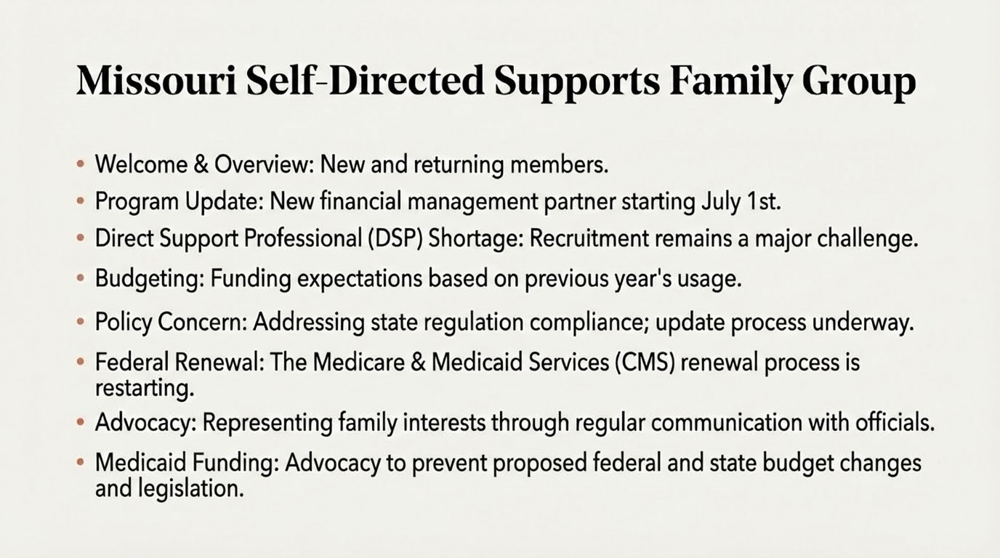 Missouri Self-Directed Supports Family Group
• Welcome & Overview: New and returning members.
• Program Update: New financial management partner starting July 1st.
• Direct Support Professional (DSP) Shortage: Recruitment remains a major challenge.
• Budgeting: Funding expectations based on previous year's usage.
• Policy Concern: Addressing state regulation compliance; update process underway.
• Federal Renewal: The Medicare & Medicaid Services (CMS) renewal process is
restarting.
• Advocacy: Representing family interests through regular communication with officials.
• Medicaid Funding: Advocacy to prevent proposed federal and state budget changes
and legislation.